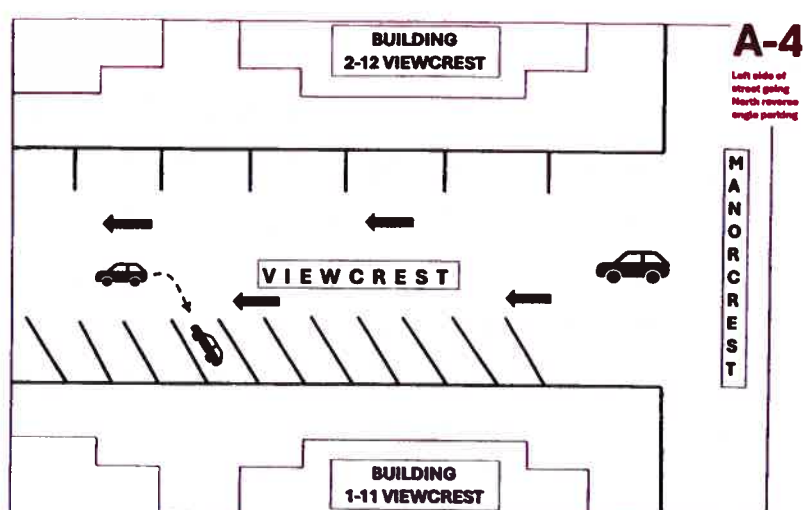 BUILDING
2-12 VIEWCREST
A-4
Left side of
street going
North reverse
angle parking
MANORCREST
VIEWCREST
BUILDING
1-11 VIEWCREST